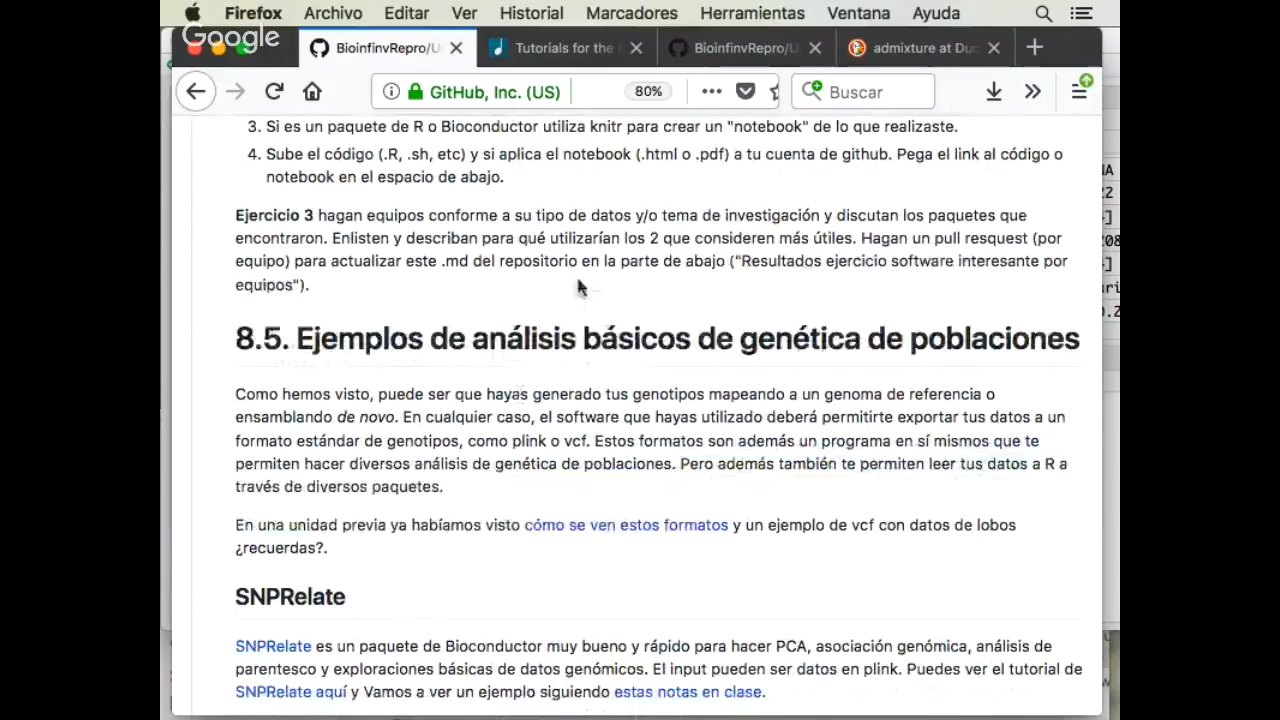 Firefox Archivo Editar Ver Historial Marcadores Herramientas Ventana Ayuda
Google
BioinfinvRepro/U Tutorials for the BioinfinvRepro/U admixture at Du
GitHub, Inc. (US) 80% Buscar
3. Si es un paquete de R o Bioconductor utiliza knitr para crear un "notebook" de lo que realizaste.
4. Sube el código (.R, .sh, etc) y si aplica el notebook (.html o .pdf) a tu cuenta de github. Pega el link al código o
notebook en el espacio de abajo.
Ejercicio 3 hagan equipos conforme a su tipo de datos y/o tema de investigación y discutan los paquetes que
encontraron. Enlisten y describan para qué utilizarían los 2 que consideren más útiles. Hagan un pull resquest (por
equipo) para actualizar este .md del repositorio en la parte de abajo ("Resultados ejercicio software interesante por
equipos").
8.5. Ejemplos de análisis básicos de genética de poblaciones
Como hemos visto, puede ser que hayas generado tus genotipos mapeando a un genoma de referencia o
ensamblando de novo. En cualquier caso, el software que hayas utilizado deberá permitirte exportar tus datos a un
formato estándar de genotipos, como plink o vcf. Estos formatos son además un programa en sí mismos que te
permiten hacer diversos análisis de genética de poblaciones. Pero además también te permiten leer tus datos a R a
través de diversos paquetes.
En una unidad previa ya habíamos visto cómo se ven estos formatos y un ejemplo de vcf con datos de lobos
¿recuerdas?.
SNPRelate
SNPRelate es un paquete de Bioconductor muy bueno y rápido para hacer PCA, asociación genómica, análisis de
parentesco y exploraciones básicas de datos genómicos. El input pueden ser datos en plink. Puedes ver el tutorial de
SNPRelate aquí y Vamos a ver un ejemplo siguiendo estas notas en clase.